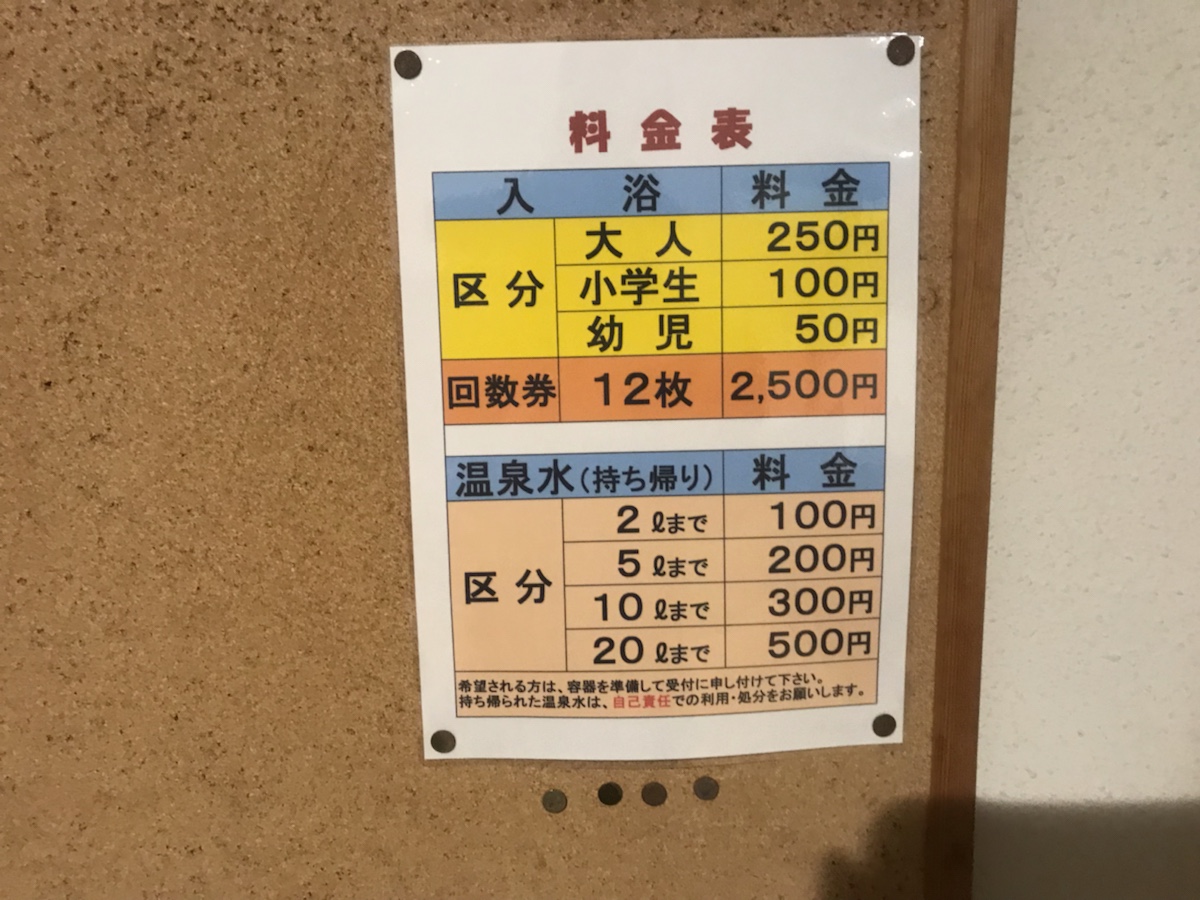 料金表
入浴 料金
区分 大人 250円
小学生 100円
幼児 50円
回数券 12枚 2,500円
温泉水(持ち帰り) 料金
区分 2ℓまで 100円
5ℓまで 200円
10ℓまで 300円
20ℓまで 500円
希望される方は、容器を準備して受付に申し付けて下さい。
持ち帰られた温泉水は、自己責任での利用・処分をお願いします。